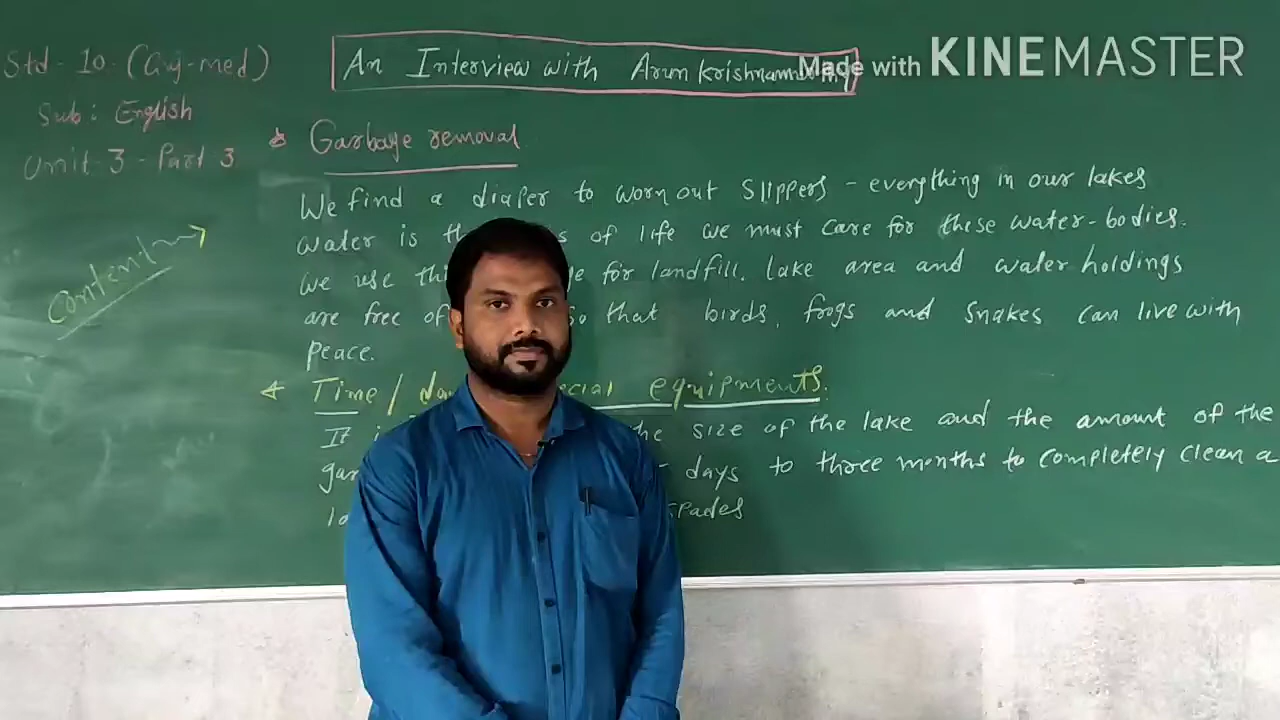 Std - 10 - (Guj-med)
Sub : English
Unit-3 - Part 3
Content
An Interview with Arun
Made with KINEMASTER
Garbage removal
We find a diaper to worn out Slippers - everything in our lakes
water is of life we must care for these water-bodies.
we use for landfill. Lake area and water holdings
are free of so that birds, frogs and Snakes can live with
peace.
Time / equipments.
It size of the lake and the amount of the
days to three months to completely clean a
spades